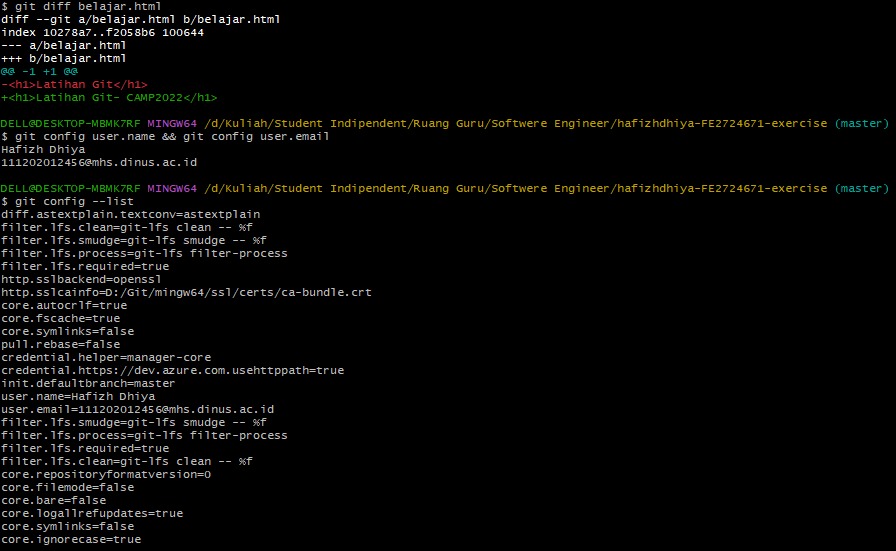 $ git diff belajar.html
diff --git a/belajar.html b/belajar.html
index 10278a7..f2058b6 100644
--- a/belajar.html
+++ b/belajar.html
@@ -1 +1 @@
-<h1>Latihan Git</h1>
+<h1>Latihan Git- CAMP2022</h1>
DELL@DESKTOP-MBMK7RF MINGW64 /d/Kuliah/Student Indipendent/Ruang Guru/Softwere Engineer/hafizhdhiya-FE2724671-exercise (master)
$ git config user.name && git config user.email
Hafizh Dhiya
111202012456@mhs.dinus.ac.id
DELL@DESKTOP-MBMK7RF MINGW64 /d/Kuliah/Student Indipendent/Ruang Guru/Softwere Engineer/hafizhdhiya-FE2724671-exercise (master)
$ git config --list
diff.astextplain.textconv=astextplain
filter.lfs.clean=git-lfs clean -- %f
filter.lfs.smudge=git-lfs smudge -- %f
filter.lfs.process=git-lfs filter-process
filter.lfs.required=true
http.sslbackend=openssl
http.sslcainfo=D:/Git/mingw64/ssl/certs/ca-bundle.crt
core.autocrlf=true
core.fscache=true
core.symlinks=false
pull.rebase=false
credential.helper=manager-core
credential.https://dev.azure.com.usehttppath=true
init.defaultbranch=master
user.name=Hafizh Dhiya
user.email=111202012456@mhs.dinus.ac.id
filter.lfs.smudge=git-lfs smudge -- %f
filter.lfs.process=git-lfs filter-process
filter.lfs.required=true
filter.lfs.clean=git-lfs clean -- %f
core.repositoryformatversion=0
core.filemode=false
core.bare=false
core.logallrefupdates=true
core.symlinks=false
core.ignorecase=true